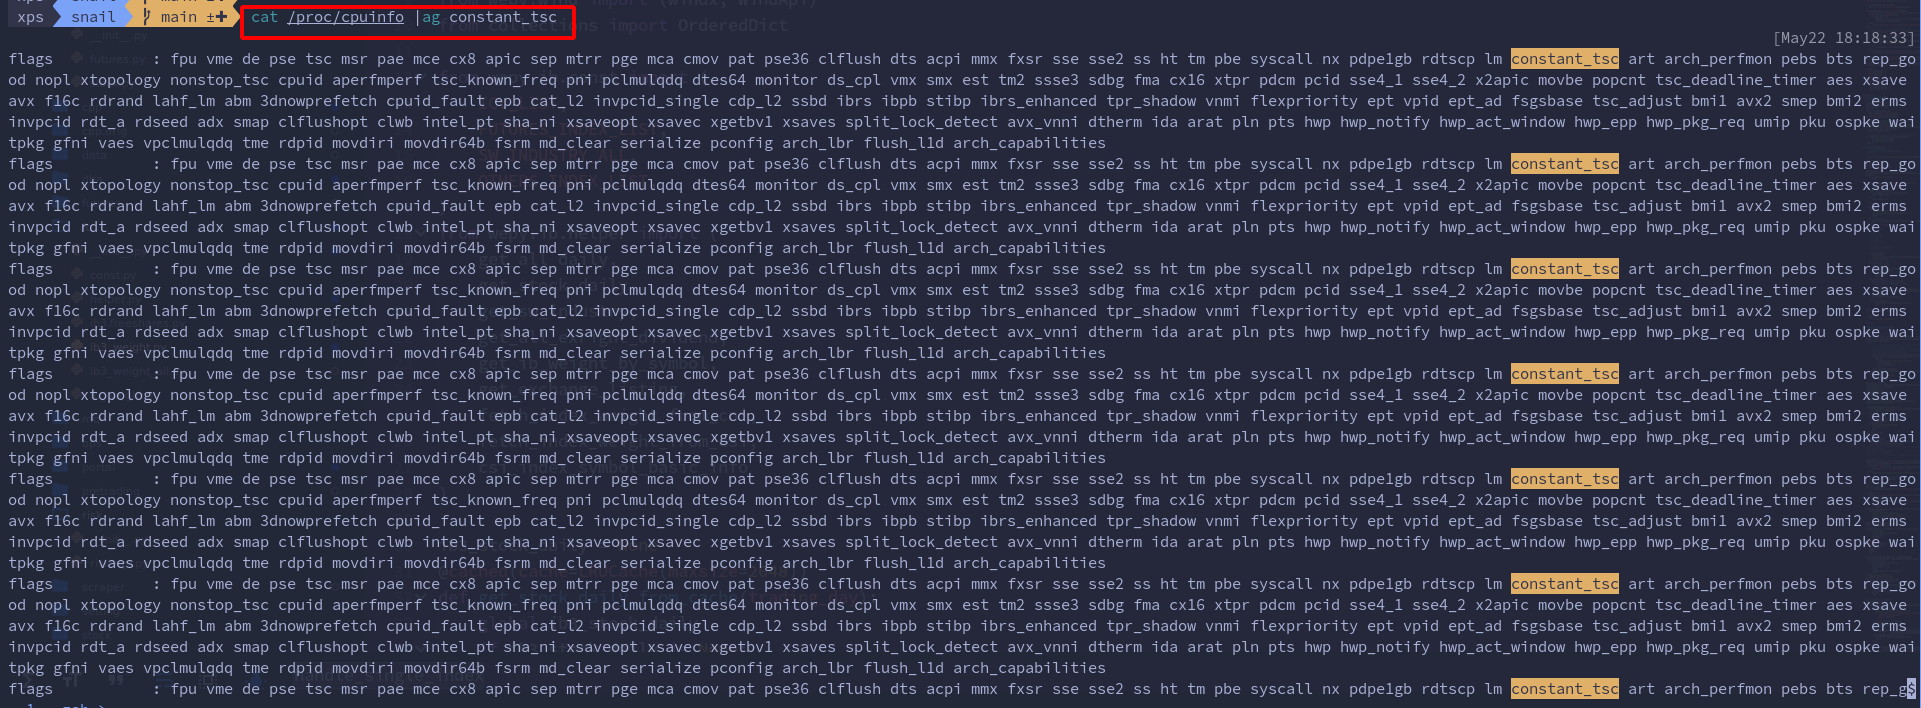 xps snail main ±✚ cat /proc/cpuinfo |ag constant_tsc
from collections import OrderedDict
[May22 18:18:33]
flags : fpu vme de pse tsc msr pae mce cx8 apic sep mtrr pge mca cmov pat pse36 clflush dts acpi mmx fxsr sse sse2 ss ht tm pbe syscall nx pdpe1gb rdtscp lm constant_tsc art arch_perfmon pebs bts rep_go
od nopl xtopology nonstop_tsc cpuid aperfmperf tsc_known_freq pni pclmulqdq dtes64 monitor ds_cpl vmx smx est tm2 ssse3 sdbg fma cx16 xtpr pdcm pcid sse4_1 sse4_2 x2apic movbe popcnt tsc_deadline_timer aes xsave
avx f16c rdrand lahf_lm abm 3dnowprefetch cpuid_fault epb cat_l2 invpcid_single cdp_l2 ssbd ibrs ibpb stibp ibrs_enhanced tpr_shadow vnmi flexpriority ept vpid ept_ad fsgsbase tsc_adjust bmi1 avx2 smep bmi2 erms
invpcid rdt_a rdseed adx smap clflushopt clwb intel_pt sha_ni xsaveopt xsavec xgetbv1 xsaves split_lock_detect avx_vnni dtherm ida arat pln pts hwp hwp_notify hwp_act_window hwp_epp hwp_pkg_req umip pku ospke wai
tpkg gfni vaes vpclmulqdq tme rdpid movdiri movdir64b fsrm md_clear serialize pconfig arch_lbr flush_l1d arch_capabilities
flags : fpu vme de pse tsc msr pae mce cx8 apic sep mtrr pge mca cmov pat pse36 clflush dts acpi mmx fxsr sse sse2 ss ht tm pbe syscall nx pdpe1gb rdtscp lm constant_tsc art arch_perfmon pebs bts rep_go
od nopl xtopology nonstop_tsc cpuid aperfmperf tsc_known_freq pni pclmulqdq dtes64 monitor ds_cpl vmx smx est tm2 ssse3 sdbg fma cx16 xtpr pdcm pcid sse4_1 sse4_2 x2apic movbe popcnt tsc_deadline_timer aes xsave
avx f16c rdrand lahf_lm abm 3dnowprefetch cpuid_fault epb cat_l2 invpcid_single cdp_l2 ssbd ibrs ibpb stibp ibrs_enhanced tpr_shadow vnmi flexpriority ept vpid ept_ad fsgsbase tsc_adjust bmi1 avx2 smep bmi2 erms
invpcid rdt_a rdseed adx smap clflushopt clwb intel_pt sha_ni xsaveopt xsavec xgetbv1 xsaves split_lock_detect avx_vnni dtherm ida arat pln pts hwp hwp_notify hwp_act_window hwp_epp hwp_pkg_req umip pku ospke wai
tpkg gfni vaes vpclmulqdq tme rdpid movdiri movdir64b fsrm md_clear serialize pconfig arch_lbr flush_l1d arch_capabilities
flags : fpu vme de pse tsc msr pae mce cx8 apic sep mtrr pge mca cmov pat pse36 clflush dts acpi mmx fxsr sse sse2 ss ht tm pbe syscall nx pdpe1gb rdtscp lm constant_tsc art arch_perfmon pebs bts rep_go
od nopl xtopology nonstop_tsc cpuid aperfmperf tsc_known_freq pni pclmulqdq dtes64 monitor ds_cpl vmx smx est tm2 ssse3 sdbg fma cx16 xtpr pdcm pcid sse4_1 sse4_2 x2apic movbe popcnt tsc_deadline_timer aes xsave
avx f16c rdrand lahf_lm abm 3dnowprefetch cpuid_fault epb cat_l2 invpcid_single cdp_l2 ssbd ibrs ibpb stibp ibrs_enhanced tpr_shadow vnmi flexpriority ept vpid ept_ad fsgsbase tsc_adjust bmi1 avx2 smep bmi2 erms
invpcid rdt_a rdseed adx smap clflushopt clwb intel_pt sha_ni xsaveopt xsavec xgetbv1 xsaves split_lock_detect avx_vnni dtherm ida arat pln pts hwp hwp_notify hwp_act_window hwp_epp hwp_pkg_req umip pku ospke wai
tpkg gfni vaes vpclmulqdq tme rdpid movdiri movdir64b fsrm md_clear serialize pconfig arch_lbr flush_l1d arch_capabilities
flags : fpu vme de pse tsc msr pae mce cx8 apic sep mtrr pge mca cmov pat pse36 clflush dts acpi mmx fxsr sse sse2 ss ht tm pbe syscall nx pdpe1gb rdtscp lm constant_tsc art arch_perfmon pebs bts rep_go
od nopl xtopology nonstop_tsc cpuid aperfmperf tsc_known_freq pni pclmulqdq dtes64 monitor ds_cpl vmx smx est tm2 ssse3 sdbg fma cx16 xtpr pdcm pcid sse4_1 sse4_2 x2apic movbe popcnt tsc_deadline_timer aes xsave
avx f16c rdrand lahf_lm abm 3dnowprefetch cpuid_fault epb cat_l2 invpcid_single cdp_l2 ssbd ibrs ibpb stibp ibrs_enhanced tpr_shadow vnmi flexpriority ept vpid ept_ad fsgsbase tsc_adjust bmi1 avx2 smep bmi2 erms
invpcid rdt_a rdseed adx smap clflushopt clwb intel_pt sha_ni xsaveopt xsavec xgetbv1 xsaves split_lock_detect avx_vnni dtherm ida arat pln pts hwp hwp_notify hwp_act_window hwp_epp hwp_pkg_req umip pku ospke wai
tpkg gfni vaes vpclmulqdq tme rdpid movdiri movdir64b fsrm md_clear serialize pconfig arch_lbr flush_l1d arch_capabilities
flags : fpu vme de pse tsc msr pae mce cx8 apic sep mtrr pge mca cmov pat pse36 clflush dts acpi mmx fxsr sse sse2 ss ht tm pbe syscall nx pdpe1gb rdtscp lm constant_tsc art arch_perfmon pebs bts rep_go
od nopl xtopology nonstop_tsc cpuid aperfmperf tsc_known_freq pni pclmulqdq dtes64 monitor ds_cpl vmx smx est tm2 ssse3 sdbg fma cx16 xtpr pdcm pcid sse4_1 sse4_2 x2apic movbe popcnt tsc_deadline_timer aes xsave
avx f16c rdrand lahf_lm abm 3dnowprefetch cpuid_fault epb cat_l2 invpcid_single cdp_l2 ssbd ibrs ibpb stibp ibrs_enhanced tpr_shadow vnmi flexpriority ept vpid ept_ad fsgsbase tsc_adjust bmi1 avx2 smep bmi2 erms
invpcid rdt_a rdseed adx smap clflushopt clwb intel_pt sha_ni xsaveopt xsavec xgetbv1 xsaves split_lock_detect avx_vnni dtherm ida arat pln pts hwp hwp_notify hwp_act_window hwp_epp hwp_pkg_req umip pku ospke wai
tpkg gfni vaes vpclmulqdq tme rdpid movdiri movdir64b fsrm md_clear serialize pconfig arch_lbr flush_l1d arch_capabilities
flags : fpu vme de pse tsc msr pae mce cx8 apic sep mtrr pge mca cmov pat pse36 clflush dts acpi mmx fxsr sse sse2 ss ht tm pbe syscall nx pdpe1gb rdtscp lm constant_tsc art arch_perfmon pebs bts rep_go
od nopl xtopology nonstop_tsc cpuid aperfmperf tsc_known_freq pni pclmulqdq dtes64 monitor ds_cpl vmx smx est tm2 ssse3 sdbg fma cx16 xtpr pdcm pcid sse4_1 sse4_2 x2apic movbe popcnt tsc_deadline_timer aes xsave
avx f16c rdrand lahf_lm abm 3dnowprefetch cpuid_fault epb cat_l2 invpcid_single cdp_l2 ssbd ibrs ibpb stibp ibrs_enhanced tpr_shadow vnmi flexpriority ept vpid ept_ad fsgsbase tsc_adjust bmi1 avx2 smep bmi2 erms
invpcid rdt_a rdseed adx smap clflushopt clwb intel_pt sha_ni xsaveopt xsavec xgetbv1 xsaves split_lock_detect avx_vnni dtherm ida arat pln pts hwp hwp_notify hwp_act_window hwp_epp hwp_pkg_req umip pku ospke wai
tpkg gfni vaes vpclmulqdq tme rdpid movdiri movdir64b fsrm md_clear serialize pconfig arch_lbr flush_l1d arch_capabilities
flags : fpu vme de pse tsc msr pae mce cx8 apic sep mtrr pge mca cmov pat pse36 clflush dts acpi mmx fxsr sse sse2 ss ht tm pbe syscall nx pdpe1gb rdtscp lm constant_tsc art arch_perfmon pebs bts rep_g$